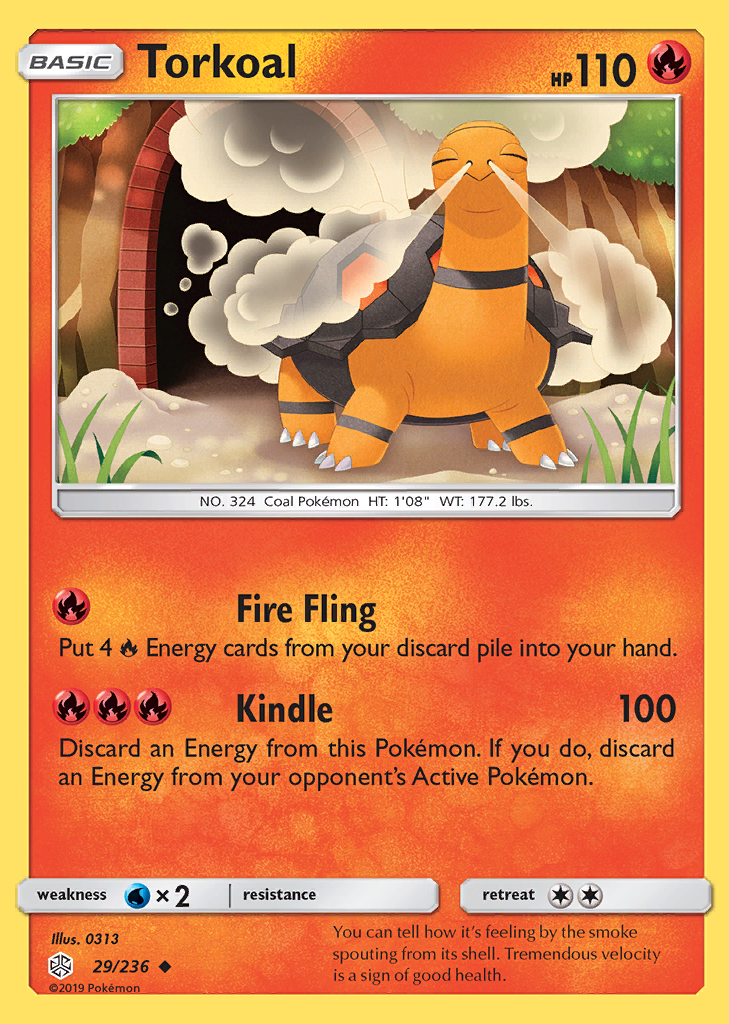 BASIC Torkoal HP 110
NO. 324 Coal Pokémon HT: 1'08" WT: 177.2 lbs.
Fire Fling
Put 4 Energy cards from your discard pile into your hand.
Kindle 100
Discard an Energy from this Pokémon. If you do, discard
an Energy from your opponent's Active Pokémon.
weakness ×2 resistance retreat
Illus. 0313
29/236
©2019 Pokémon
You can tell how it's feeling by the smoke
spouting from its shell. Tremendous velocity
is a sign of good health.